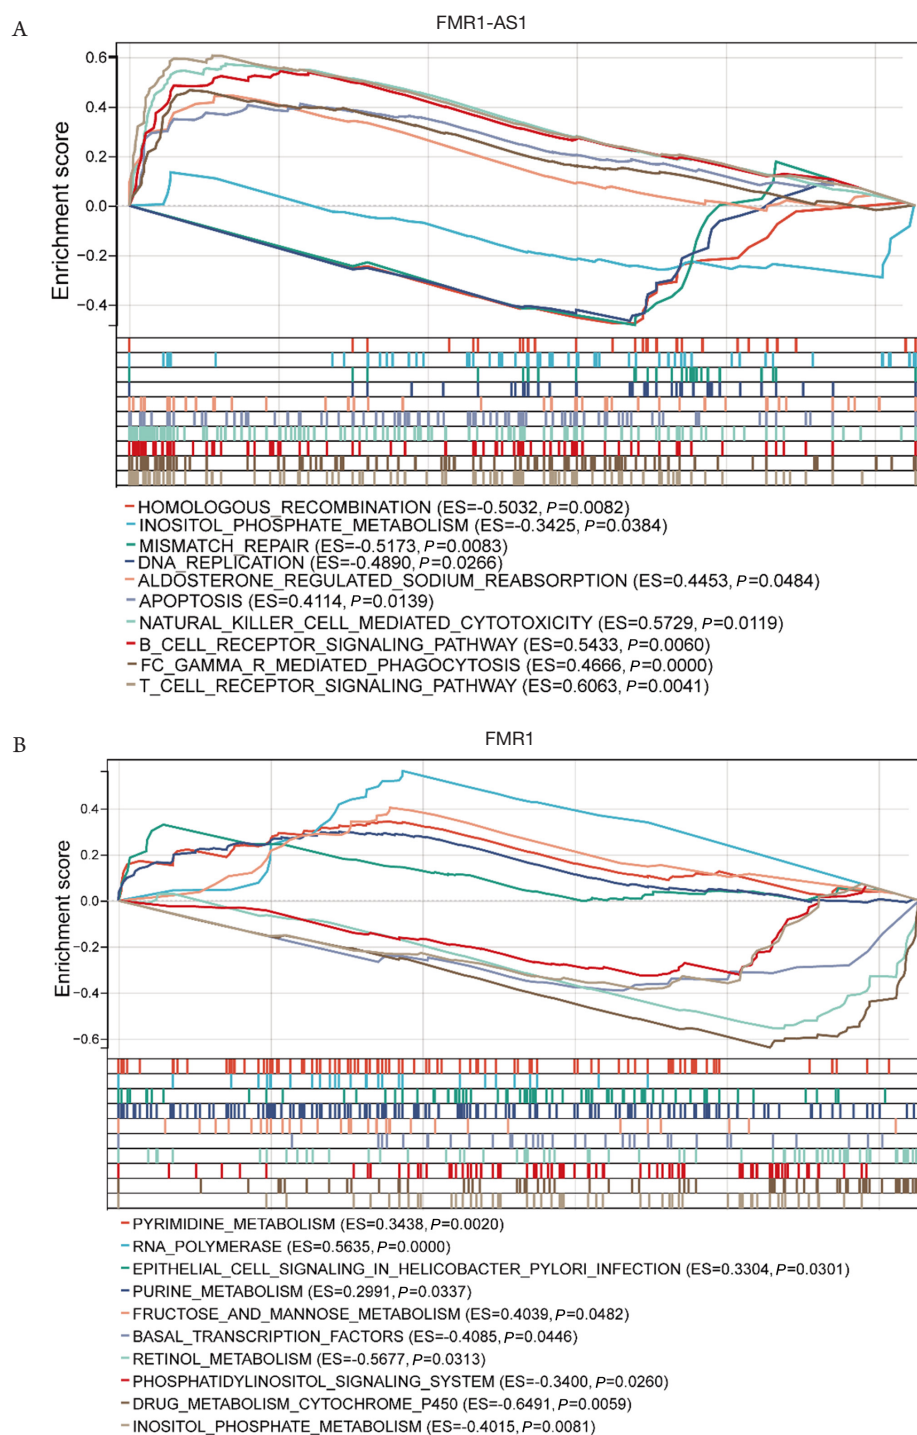 A
FMR1-AS1
0.6
0.4
0.2
0.0
−0.2
−0.4
Enrichment score
HOMOLOGOUS_RECOMBINATION (ES=-0.5032, P=0.0082)
INOSITOL_PHOSPHATE_METABOLISM (ES=-0.3425, P=0.0384)
MISMATCH_REPAIR (ES=-0.5173, P=0.0083)
DNA_REPLICATION (ES=-0.4890, P=0.0266)
ALDOSTERONE_REGULATED_SODIUM_REABSORPTION (ES=0.4453, P=0.0484)
APOPTOSIS (ES=0.4114, P=0.0139)
NATURAL_KILLER_CELL_MEDIATED_CYTOTOXICITY (ES=0.5729, P=0.0119)
B_CELL_RECEPTOR_SIGNALING_PATHWAY (ES=0.5433, P=0.0060)
FC_GAMMA_R_MEDIATED_PHAGOCYTOSIS (ES=0.4666, P=0.0000)
T_CELL_RECEPTOR_SIGNALING_PATHWAY (ES=0.6063, P=0.0041)
B
FMR1
0.4
0.2
0.0
−0.2
−0.4
−0.6
Enrichment score
PYRIMIDINE_METABOLISM (ES=0.3438, P=0.0020)
RNA_POLYMERASE (ES=0.5635, P=0.0000)
EPITHELIAL_CELL_SIGNALING_IN_HELICOBACTER_PYLORI_INFECTION (ES=0.3304, P=0.0301)
PURINE_METABOLISM (ES=0.2991, P=0.0337)
FRUCTOSE_AND_MANNOSE_METABOLISM (ES=0.4039, P=0.0482)
BASAL_TRANSCRIPTION_FACTORS (ES=-0.4085, P=0.0446)
RETINOL_METABOLISM (ES=-0.5677, P=0.0313)
PHOSPHATIDYLINOSITOL_SIGNALING_SYSTEM (ES=-0.3400, P=0.0260)
DRUG_METABOLISM_CYTOCHROME_P450 (ES=-0.6491, P=0.0059)
INOSITOL_PHOSPHATE_METABOLISM (ES=-0.4015, P=0.0081)